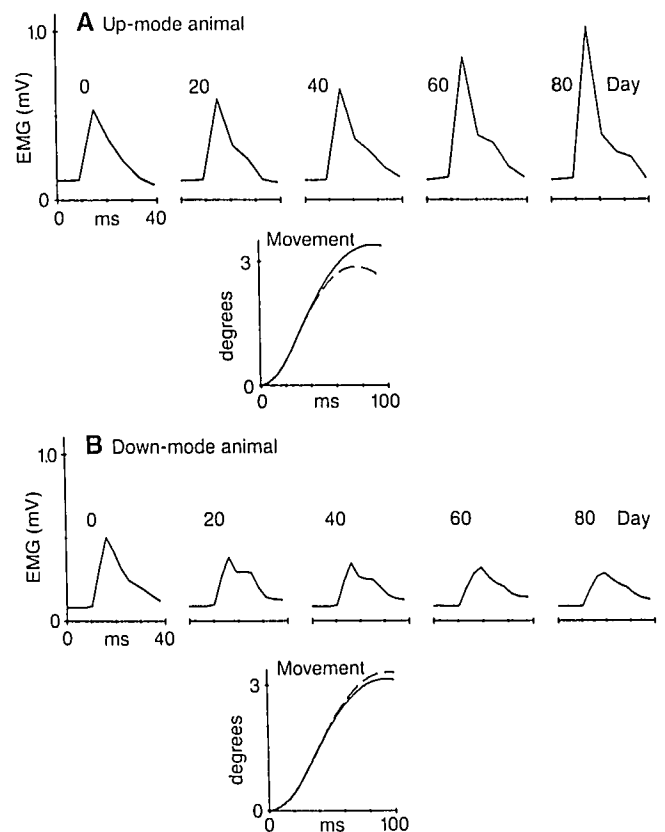 A Up-mode animal
1.0
EMG (mV)
0
0 20 40 60 80 Day
0 ms 40
Movement
3
degrees
0
0 ms 100
B Down-mode animal
1.0
EMG (mV)
0
0 20 40 60 80 Day
0 ms 40
Movement
3
degrees
0
0 ms 100